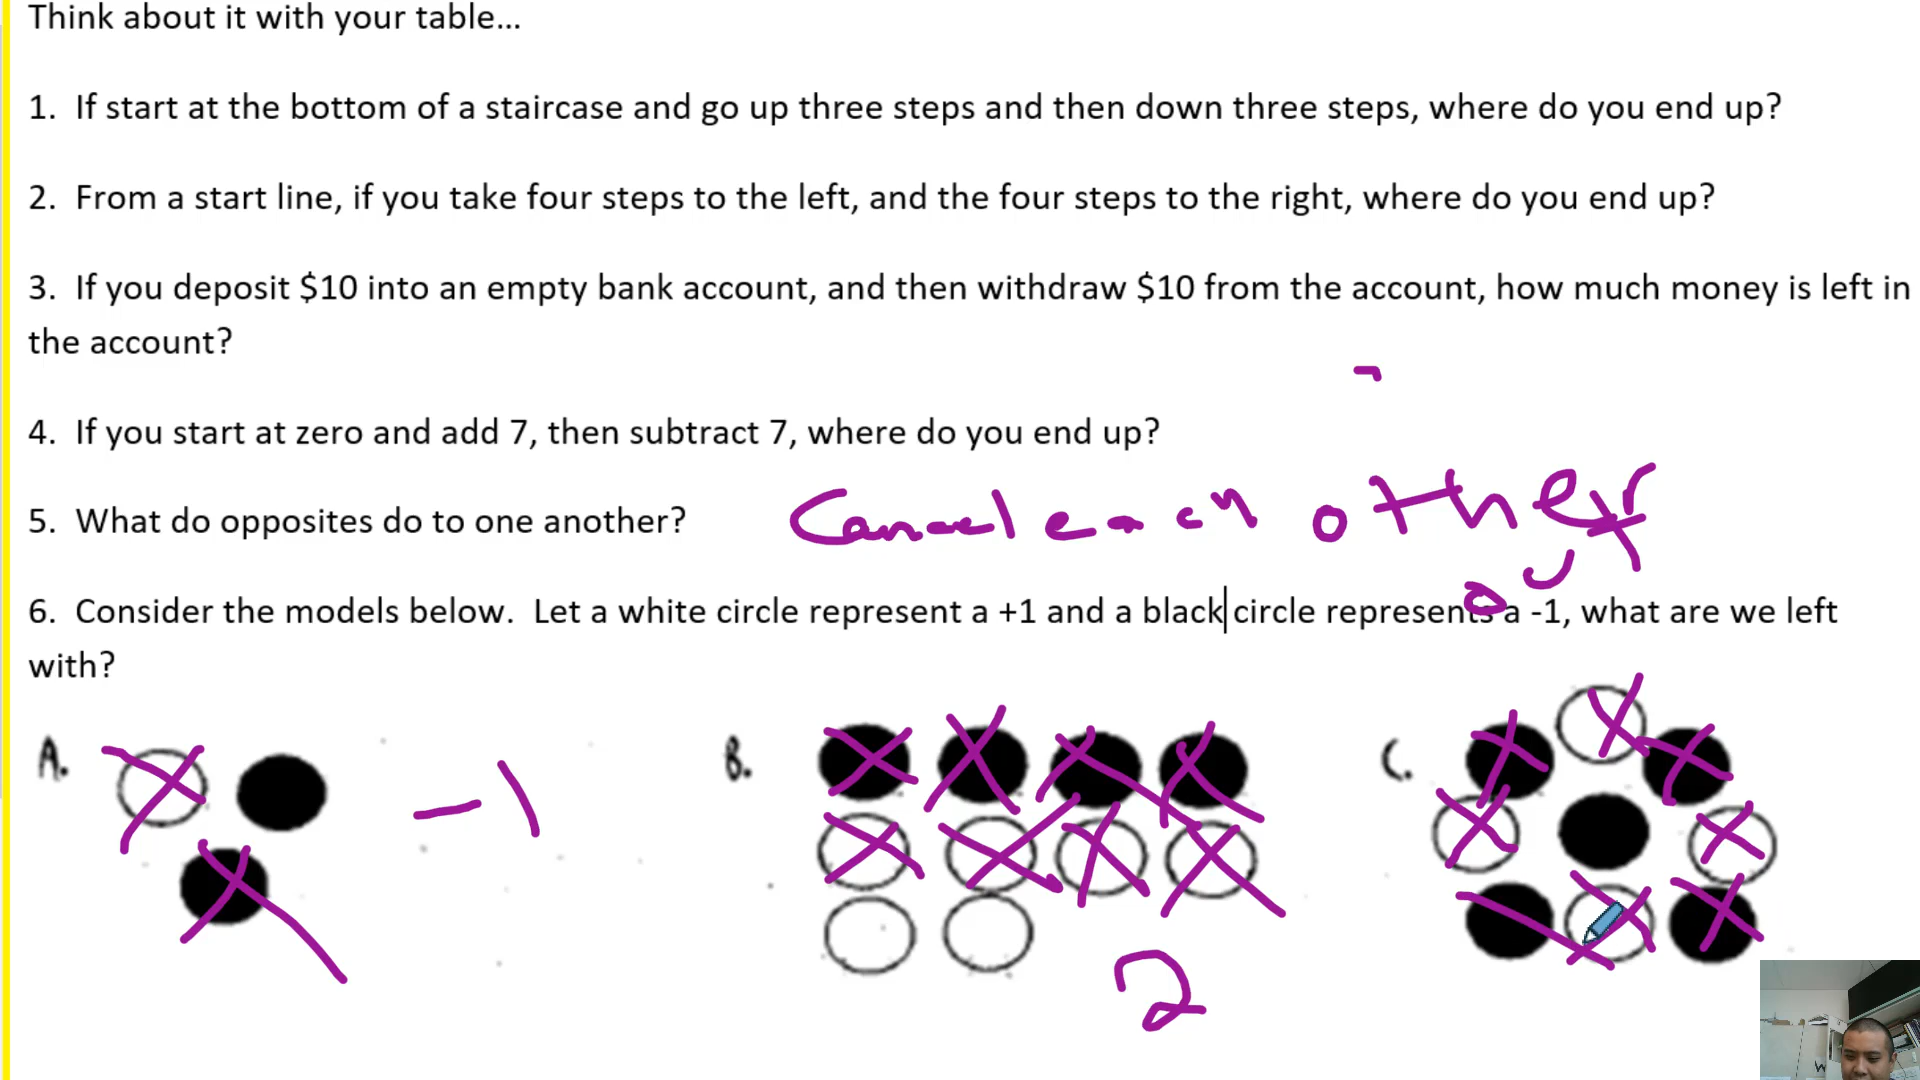 Think about it with your table...
1. If start at the bottom of a staircase and go up three steps and then down three steps, where do you end up?
2. From a start line, if you take four steps to the left, and the four steps to the right, where do you end up?
3. If you deposit $10 into an empty bank account, and then withdraw $10 from the account, how much money is left in
the account?
4. If you start at zero and add 7, then subtract 7, where do you end up?
5. What do opposites do to one another? Cancel each other
out
6. Consider the models below. Let a white circle represent a +1 and a black circle represents a -1, what are we left
with?
A. -1 B. C.
2